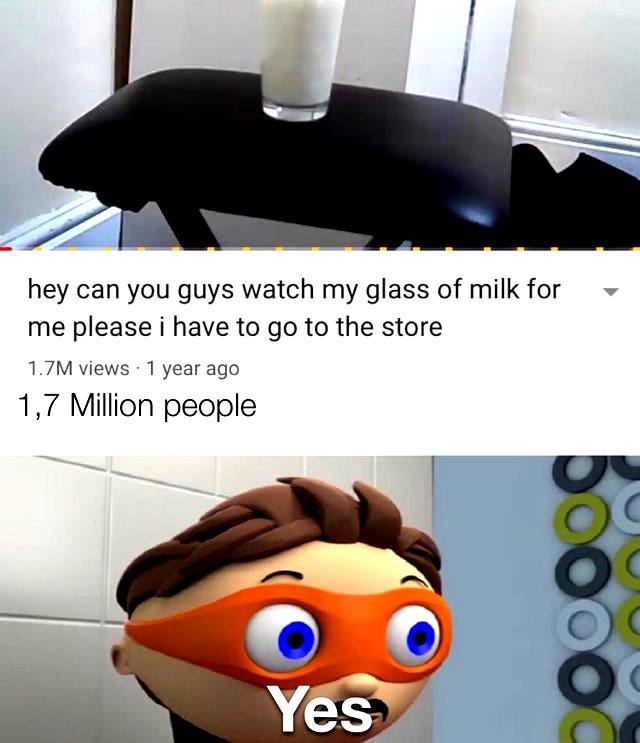 hey can you guys watch my glass of milk for
me please i have to go to the store
1.7M views · 1 year ago
1,7 Million people
Yes